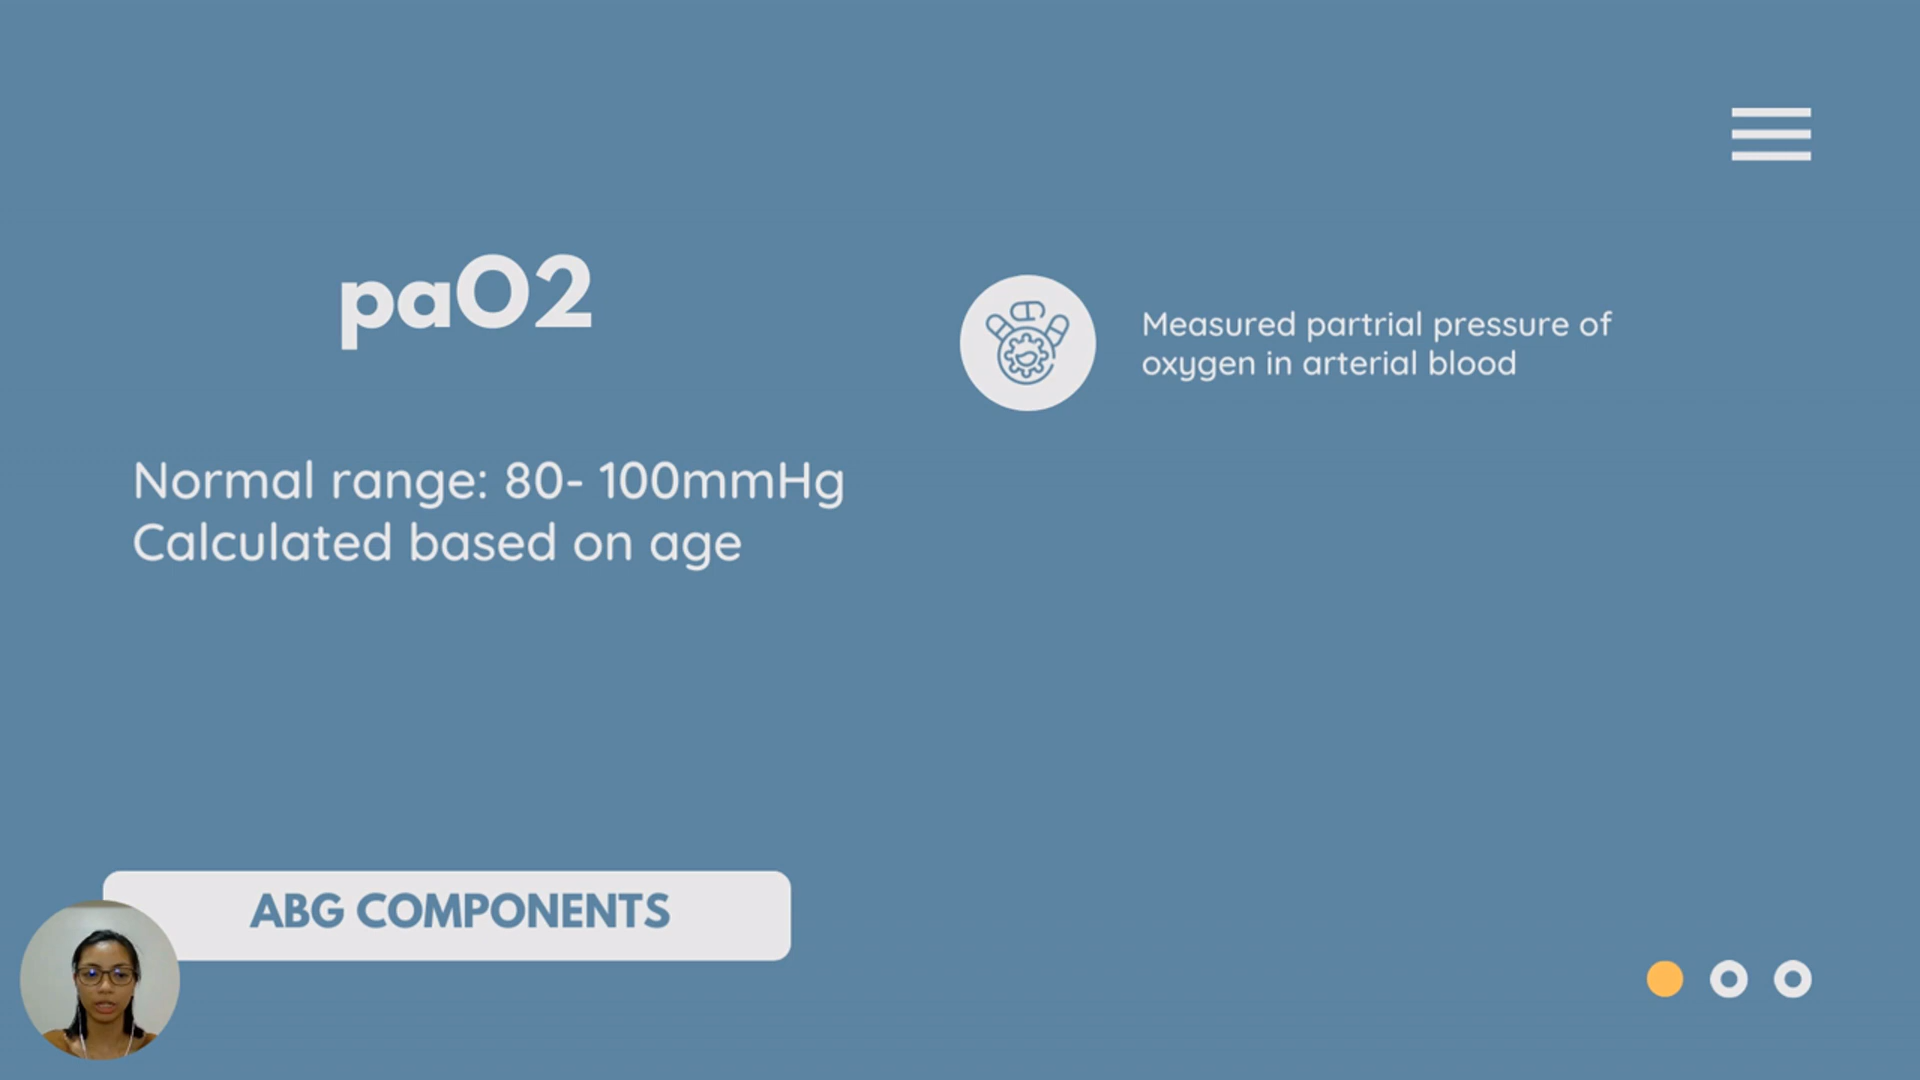 paO2
Measured partrial pressure of
oxygen in arterial blood
Normal range: 80- 100mmHg
Calculated based on age
ABG COMPONENTS